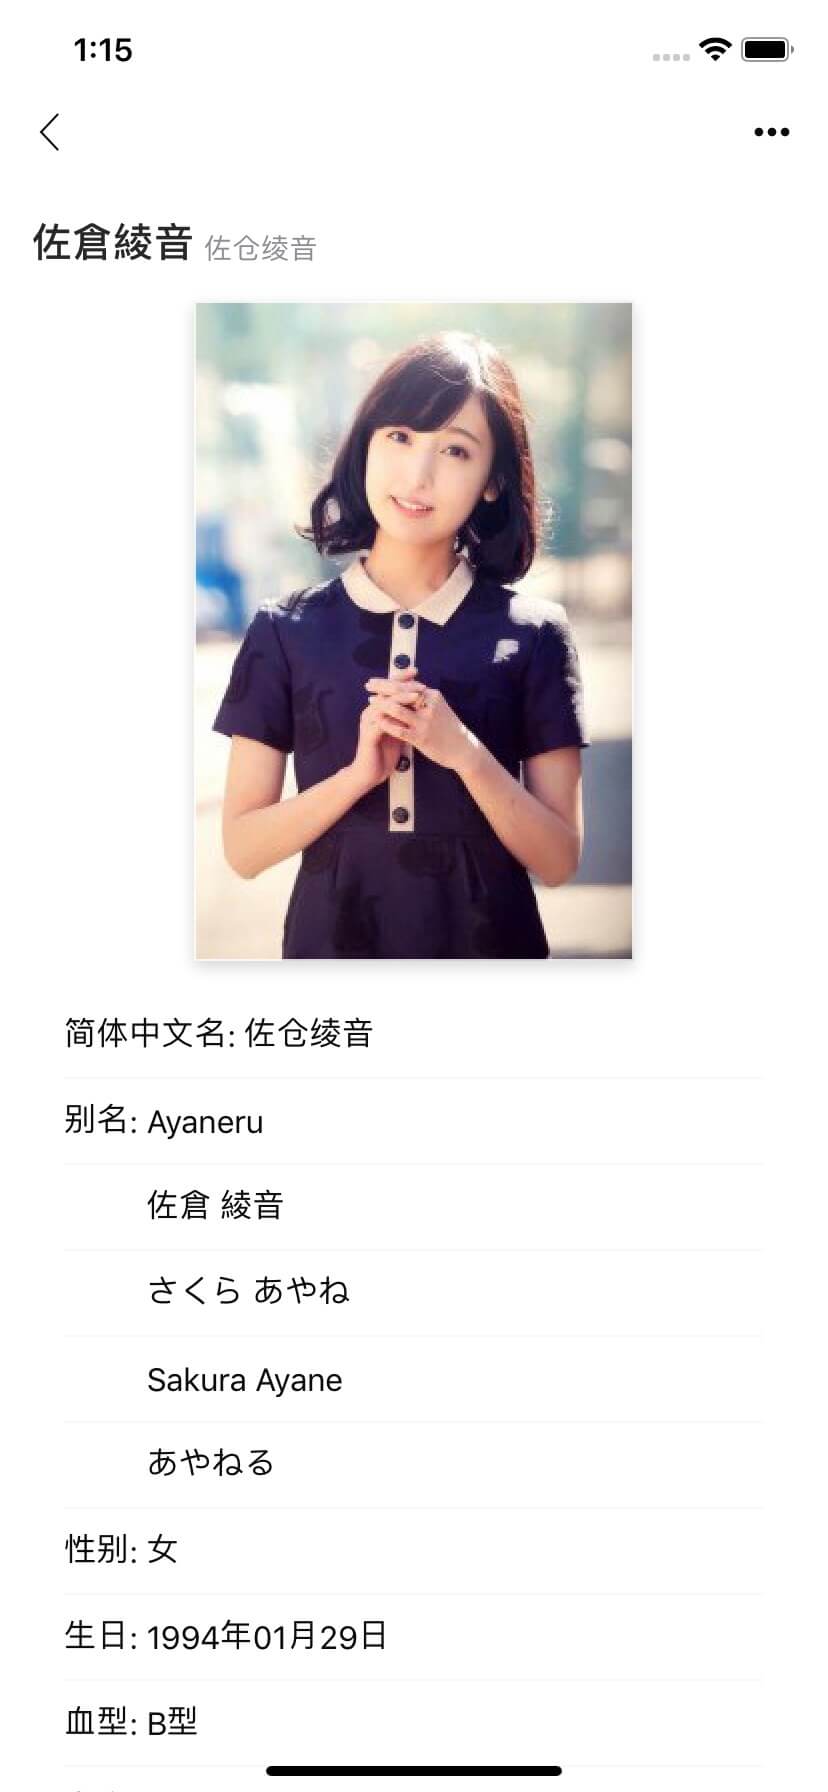 1:15
佐倉綾音 佐仓绫音
简体中文名: 佐仓绫音
别名: Ayaneru
佐倉 綾音
さくら あやね
Sakura Ayane
あやねる
性别: 女
生日: 1994年01月29日
血型: B型